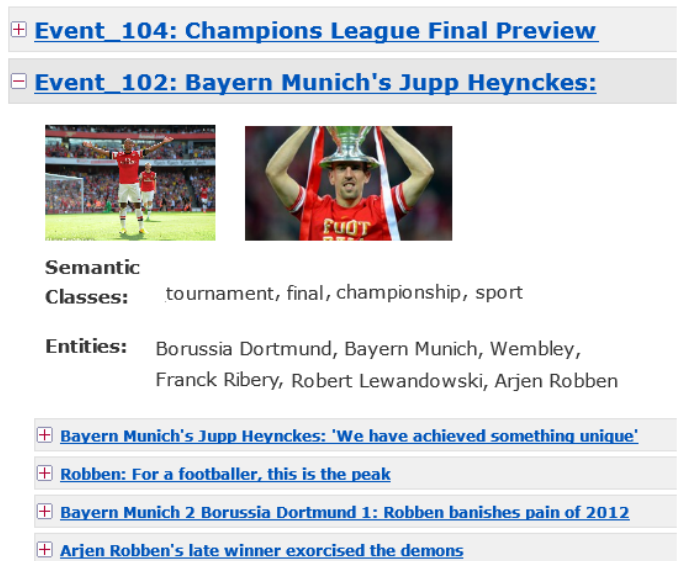 Event_104: Champions League Final Preview
Event_102: Bayern Munich's Jupp Heynckes:
FOOT
Semantic
Classes: tournament, final, championship, sport
Entities: Borussia Dortmund, Bayern Munich, Wembley,
Franck Ribery, Robert Lewandowski, Arjen Robben
Bayern Munich's Jupp Heynckes: 'We have achieved something unique'
Robben: For a footballer, this is the peak
Bayern Munich 2 Borussia Dortmund 1: Robben banishes pain of 2012
Arjen Robben's late winner exorcised the demons